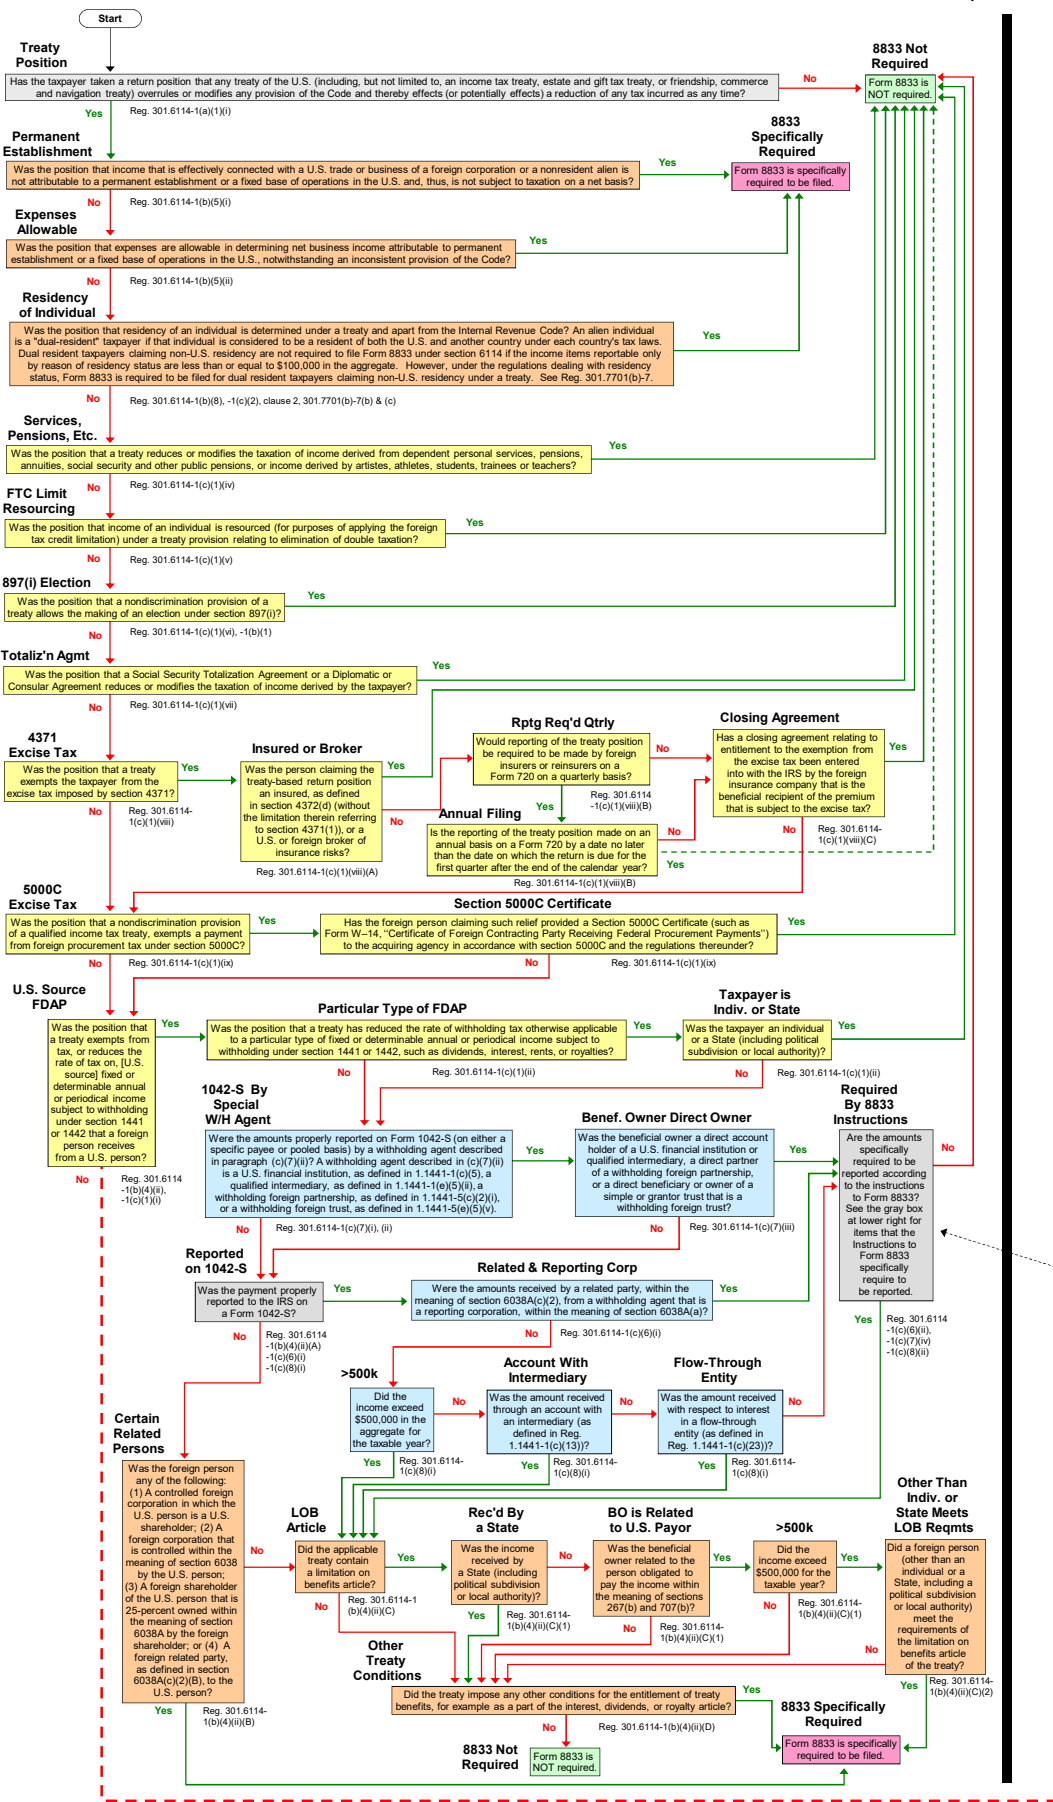 Start
Treaty
Position
Has the taxpayer taken a return position that any treaty of the U.S. (including, but not limited to, an income tax treaty, estate and gift tax treaty, or friendship, commerce
and navigation treaty) overrules or modifies any provision of the Code and thereby effects (or potentially effects) a reduction of any tax incurred as any time?
No
8833 Not
Required
Form 8833 is
NOT required.
Yes
Reg. 301.6114-1(a)(1)(i)
Permanent
Establishment
Was the position that income that is effectively connected with a U.S. trade or business of a foreign corporation or a nonresident alien is
not attributable to a permanent establishment or a fixed base of operations in the U.S. and, thus, is not subject to taxation on a net basis?
Yes
8833
Specifically
Required
Form 8833 is specifically
required to be filed.
No
Reg. 301.6114-1(b)(5)(i)
Expenses
Allowable
Was the position that expenses are allowable in determining net business income attributable to permanent
establishment or a fixed base of operations in the U.S., notwithstanding an inconsistent provision of the Code?
Yes
No
Reg. 301.6114-1(b)(5)(ii)
Residency
of Individual
Was the position that residency of an individual is determined under a treaty and apart from the Internal Revenue Code? An alien individual
is a "dual-resident" taxpayer if that individual is considered to be a resident of both the U.S. and another country under each country's tax laws.
Dual resident taxpayers claiming non-U.S. residency are not required to file Form 8833 under section 6114 if the income items reportable only
by reason of residency status are less than or equal to $100,000 in the aggregate. However, under the regulations dealing with residency
status, Form 8833 is required to be filed for dual resident taxpayers claiming non-U.S. residency under a treaty. See Reg. 301.7701(b)-7.
Yes
No
Reg. 301.6114-1(b)(8), -1(c)(2), clause 2, 301.7701(b)-7(b) & (c)
Services,
Pensions, Etc.
Was the position that a treaty reduces or modifies the taxation of income derived from dependent personal services, pensions,
annuities, social security and other public pensions, or income derived by artistes, athletes, students, trainees or teachers?
Yes
No
Reg. 301.6114-1(c)(1)(iv)
FTC Limit
Resourcing
Was the position that income of an individual is resourced (for purposes of applying the foreign
tax credit limitation) under a treaty provision relating to elimination of double taxation?
Yes
No
Reg. 301.6114-1(c)(1)(v)
897(i) Election
Was the position that a nondiscrimination provision of a
treaty allows the making of an election under section 897(i)?
Yes
No
Reg. 301.6114-1(c)(1)(vi), -1(b)(1)
Totaliz'n Agmt
Was the position that a Social Security Totalization Agreement or a Diplomatic or
Consular Agreement reduces or modifies the taxation of income derived by the taxpayer?
Yes
No
Reg. 301.6114-1(c)(1)(vii)
4371
Excise Tax
Was the position that a treaty
exempts the taxpayer from the
excise tax imposed by section 4371?
Yes
No
Reg. 301.6114-
1(c)(1)(viii)
Insured or Broker
Was the person claiming the
treaty-based return position
an insured, as defined
in section 4372(d) (without
the limitation therein referring
to section 4371(1)), or a
U.S. or foreign broker of
insurance risks?
Yes
No
Reg. 301.6114-1(c)(1)(viii)(A)
Rptg Req'd Qtrly
Would reporting of the treaty position
be required to be made by foreign
insurers or reinsurers on a
Form 720 on a quarterly basis?
No
Yes
Reg. 301.6114
-1(c)(1)(viii)(B)
Annual Filing
Is the reporting of the treaty position made on an
annual basis on a Form 720 by a date no later
than the date on which the return is due for the
first quarter after the end of the calendar year?
No
Yes
Reg. 301.6114-1(c)(1)(viii)(B)
Closing Agreement
Has a closing agreement relating to
entitlement to the exemption from
the excise tax been entered
into with the IRS by the foreign
insurance company that is the
beneficial recipient of the premium
that is subject to the excise tax?
Yes
No
Reg. 301.6114-
1(c)(1)(viii)(C)
5000C
Excise Tax
Was the position that a nondiscrimination provision
of a qualified income tax treaty, exempts a payment
from foreign procurement tax under section 5000C?
Yes
No
Reg. 301.6114-1(c)(1)(ix)
Section 5000C Certificate
Has the foreign person claiming such relief provided a Section 5000C Certificate (such as
Form W–14, “Certificate of Foreign Contracting Party Receiving Federal Procurement Payments”)
to the acquiring agency in accordance with section 5000C and the regulations thereunder?
Yes
No
Reg. 301.6114-1(c)(1)(ix)
U.S. Source
FDAP
Was the position that
a treaty exempts from
tax, or reduces the
rate of tax on, [U.S.
source] fixed or
determinable annual
or periodical income
subject to withholding
under section 1441
or 1442 that a foreign
person receives
from a U.S. person?
Yes
No
Reg. 301.6114
-1(b)(4)(ii),
-1(c)(1)(i)
Particular Type of FDAP
Was the position that a treaty has reduced the rate of withholding tax otherwise applicable
to a particular type of fixed or determinable annual or periodical income subject to
withholding under section 1441 or 1442, such as dividends, interest, rents, or royalties?
Yes
No
Reg. 301.6114-1(c)(1)(ii)
Taxpayer is
Indiv. or State
Was the taxpayer an individual
or a State (including political
subdivision or local authority)?
Yes
No
Reg. 301.6114-1(c)(1)(ii)
1042-S By
Special
W/H Agent
Were the amounts properly reported on Form 1042-S (on either a
specific payee or pooled basis) by a withholding agent described
in paragraph (c)(7)(ii)? A withholding agent described in (c)(7)(ii)
is a U.S. financial institution, as defined in 1.1441-1(c)(5), a
qualified intermediary, as defined in 1.1441-1(e)(5)(ii), a
withholding foreign partnership, as defined in 1.1441-5(c)(2)(i),
or a withholding foreign trust, as defined in 1.1441-5(e)(5)(v).
Yes
No
Reg. 301.6114-1(c)(7)(i), (ii)
Benef. Owner Direct Owner
Was the beneficial owner a direct account
holder of a U.S. financial institution or
qualified intermediary, a direct partner
of a withholding foreign partnership,
or a direct beneficiary or owner of a
simple or grantor trust that is a
withholding foreign trust?
Yes
No
Reg. 301.6114-1(c)(7)(iii)
Required
By 8833
Instructions
Are the amounts
specifically
required to be
reported according
to the instructions
to Form 8833?
See the gray box
at lower right for
items that the
Instructions to
Form 8833
specifically
require to
be reported.
No
Yes
Reg. 301.6114
-1(c)(6)(ii),
-1(c)(7)(iv)
-1(c)(8)(ii)
Reported
on 1042-S
Was the payment properly
reported to the IRS on
a Form 1042-S?
Yes
No
Reg. 301.6114
-1(b)(4)(ii)(A)
-1(c)(6)(i)
-1(c)(8)(i)
Related & Reporting Corp
Were the amounts received by a related party, within the
meaning of section 6038A(c)(2), from a withholding agent that is
a reporting corporation, within the meaning of section 6038A(a)?
Yes
No
Reg. 301.6114-1(c)(6)(i)
>500k
Did the
income exceed
$500,000 in the
aggregate for
the taxable year?
No
Yes
Reg. 301.6114-
1(c)(8)(i)
Account With
Intermediary
Was the amount received
through an account with
an intermediary (as
defined in Reg.
1.1441-1(c)(13))?
No
Yes
Reg. 301.6114-
1(c)(8)(i)
Flow-Through
Entity
Was the amount received
with respect to interest
in a flow-through
entity (as defined in
Reg. 1.1441-1(c)(23))?
No
Yes
Reg. 301.6114-
1(c)(8)(i)
Certain
Related
Persons
Was the foreign person
any of the following:
(1) A controlled foreign
corporation in which the
U.S. person is a U.S.
shareholder; (2) A
foreign corporation that
is controlled within the
meaning of section 6038
by the U.S. person;
(3) A foreign shareholder
of the U.S. person that is
25-percent owned within
the meaning of section
6038A by the foreign
shareholder; or (4) A
foreign related party,
as defined in section
6038A(c)(2)(B), to the
U.S. person?
No
Yes
Reg. 301.6114-
1(b)(4)(ii)(B)
LOB
Article
Did the applicable
treaty contain
a limitation on
benefits article?
Yes
No
Reg. 301.6114-1
(b)(4)(ii)(C)
Rec'd By
a State
Was the income
received by
a State (including
political subdivision
or local authority)?
No
Yes
Reg. 301.6114-
1(b)(4)(ii)(C)(1)
BO is Related
to U.S. Payor
Was the beneficial
owner related to the
person obligated to
pay the income within
the meaning of sections
267(b) and 707(b)?
Yes
No
Reg. 301.6114-
1(b)(4)(ii)(C)(1)
>500k
Did the
income exceed
$500,000 for the
taxable year?
Yes
No
Reg. 301.6114-
1(b)(4)(ii)(C)(1)
Other Than
Indiv. or
State Meets
LOB Reqmts
Did a foreign person
(other than an
individual or a
State, including a
political subdivision
or local authority)
meet the
requirements of
the limitation on
benefits article
of the treaty?
No
Yes
Reg. 301.6114-
1(b)(4)(ii)(C)(2)
Other
Treaty
Conditions
Did the treaty impose any other conditions for the entitlement of treaty
benefits, for example as a part of the interest, dividends, or royalty article?
Yes
No
Reg. 301.6114-1(b)(4)(ii)(D)
8833 Not
Required
Form 8833 is
NOT required.
8833 Specifically
Required
Form 8833 is specifically
required to be filed.